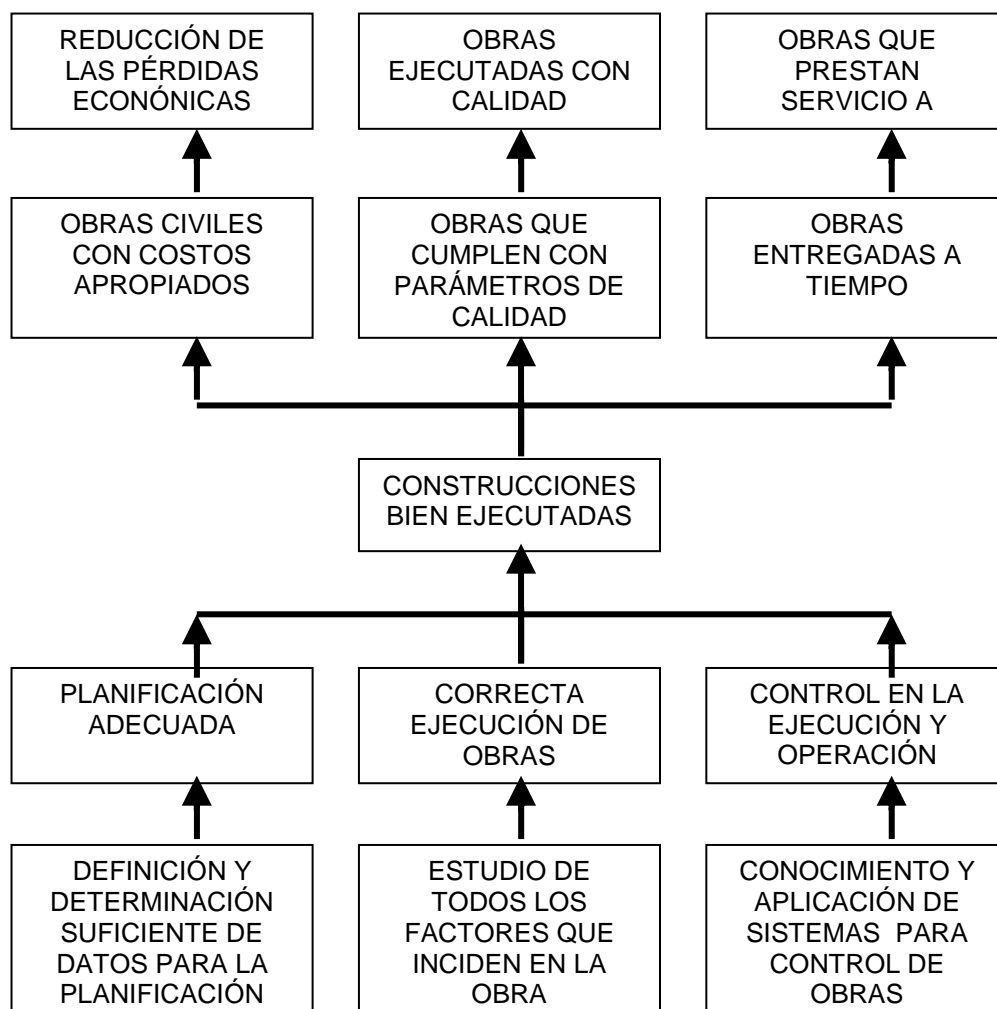 REDUCCIÓN DE
LAS PÉRDIDAS
ECONÓNICAS
OBRAS
EJECUTADAS CON
CALIDAD
OBRAS QUE
PRESTAN
SERVICIO A
OBRAS CIVILES
CON COSTOS
APROPIADOS
OBRAS QUE
CUMPLEN CON
PARÁMETROS DE
CALIDAD
OBRAS
ENTREGADAS A
TIEMPO
CONSTRUCCIONES
BIEN EJECUTADAS
PLANIFICACIÓN
ADECUADA
CORRECTA
EJECUCIÓN DE
OBRAS
CONTROL EN LA
EJECUCIÓN Y
OPERACIÓN
DEFINICIÓN Y
DETERMINACIÓN
SUFICIENTE DE
DATOS PARA LA
PLANIFICACIÓN
ESTUDIO DE
TODOS LOS
FACTORES QUE
INCIDEN EN LA
OBRA
CONOCIMIENTO Y
APLICACIÓN DE
SISTEMAS PARA
CONTROL DE
OBRAS